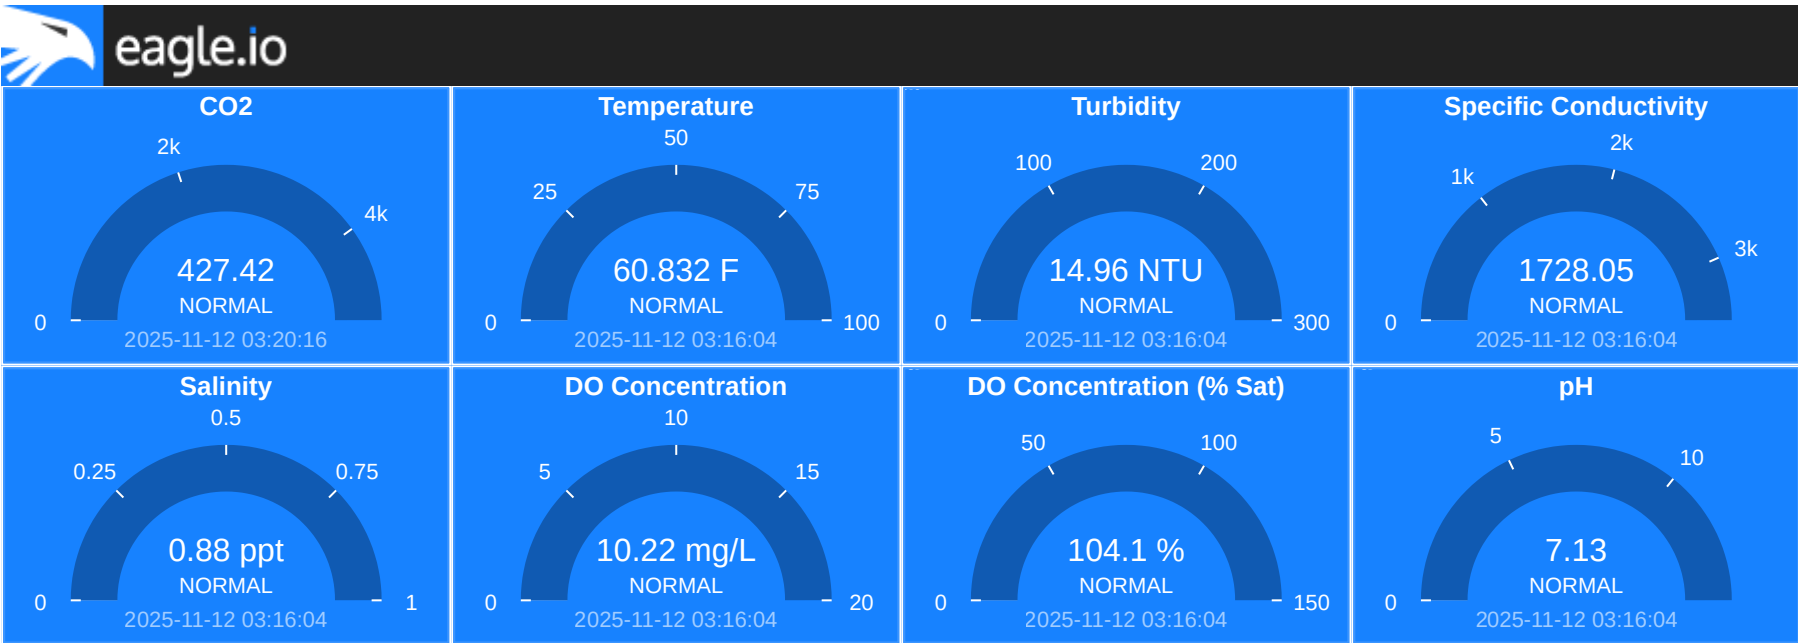 eagle.io
CO2
2k
4k
427.42
NORMAL
0
2025-11-12 03:20:16
Temperature
50
25
75
60.832 F
NORMAL
0
100
2025-11-12 03:16:04
Turbidity
100
200
14.96 NTU
NORMAL
0
300
2025-11-12 03:16:04
Specific Conductivity
2k
1k
3k
1728.05
NORMAL
0
2025-11-12 03:16:04
Salinity
0.5
0.25
0.75
0.88 ppt
NORMAL
0
1
2025-11-12 03:16:04
DO Concentration
10
5
15
10.22 mg/L
NORMAL
0
20
2025-11-12 03:16:04
DO Concentration (% Sat)
50
100
104.1 %
NORMAL
0
150
2025-11-12 03:16:04
pH
5
10
7.13
NORMAL
0
2025-11-12 03:16:04